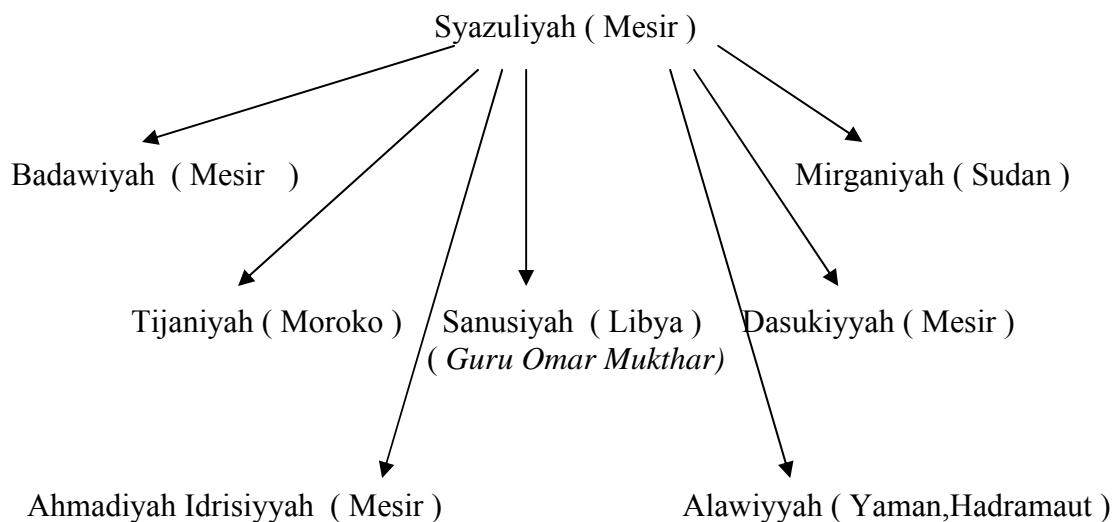 Syazuliyah ( Mesir )
Badawiyah ( Mesir )
Mirganiyah ( Sudan )
Tijaniyah ( Moroko )
Sanusiyah ( Libya )
( Guru Omar Mukthar)
Dasukiyyah ( Mesir )
Ahmadiyah Idrisiyyah ( Mesir )
Alawiyyah ( Yaman,Hadramaut )